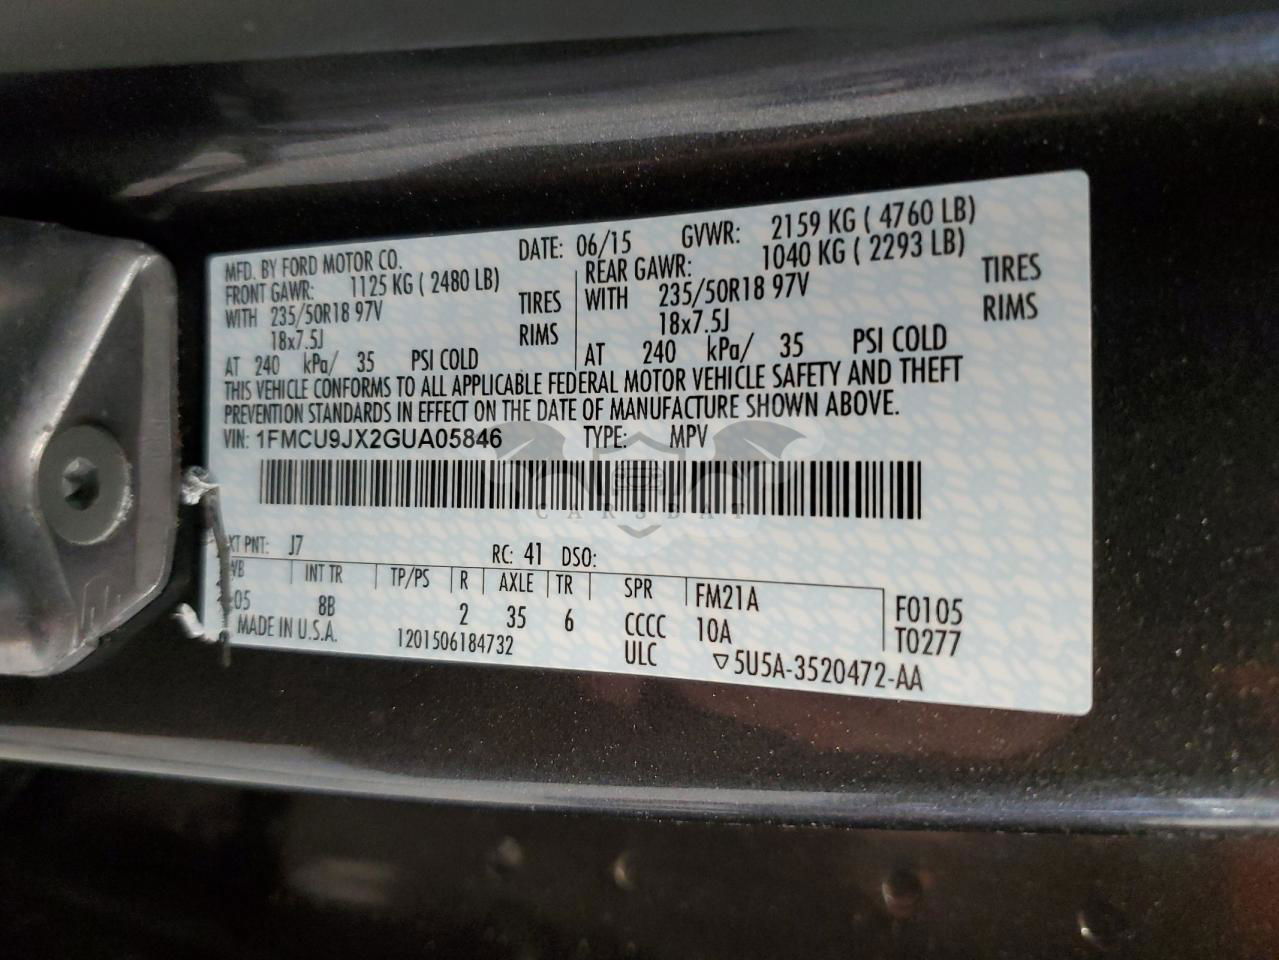 MFD. BY FORD MOTOR CO. DATE: 06/15 GVWR: 2159 KG ( 4760 LB)
FRONT GAWR: 1125 KG ( 2480 LB) REAR GAWR: 1040 KG ( 2293 LB)
WITH 235/50R18 97V TIRES WITH 235/50R18 97V TIRES
18x7.5J RIMS 18x7.5J RIMS
AT 240 kPa/ 35 PSI COLD AT 240 kPa/ 35 PSI COLD
THIS VEHICLE CONFORMS TO ALL APPLICABLE FEDERAL MOTOR VEHICLE SAFETY AND THEFT
PREVENTION STANDARDS IN EFFECT ON THE DATE OF MANUFACTURE SHOWN ABOVE.
VIN: 1FMCU9JX2GUA05846 TYPE: MPV
CARSBAT
PNT: J7 RC: 41 DSO:
WB INT TR TP/PS R AXLE TR SPR FM21A F0105
05 8B 2 35 6 CCCC 10A T0277
MADE IN U.S.A. 1201506184732 ULC ▽5U5A-3520472-AA